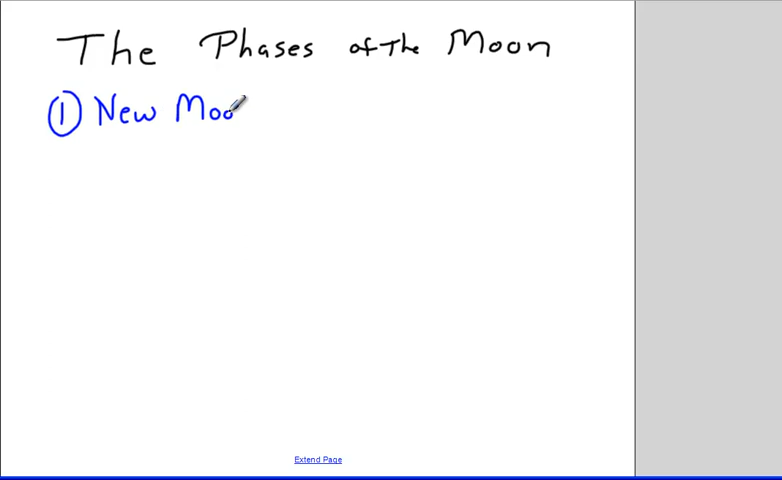 The Phases of The Moon
① New Moo
Extend Page